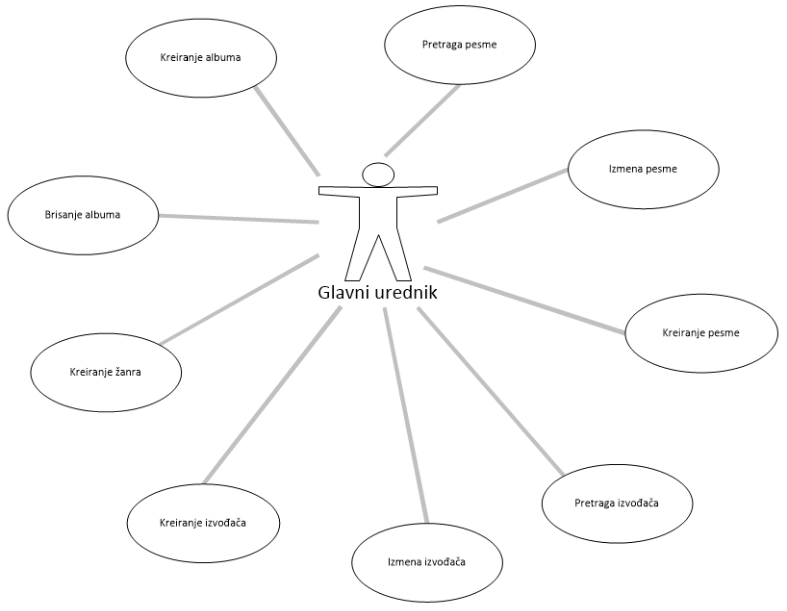 Pretraga pesme
Kreiranje albuma
Izmena pesme
Brisanje albuma
Glavni urednik
Kreiranje pesme
Kreiranje žanra
Pretraga izvođača
Kreiranje izvođača
Izmena izvođača